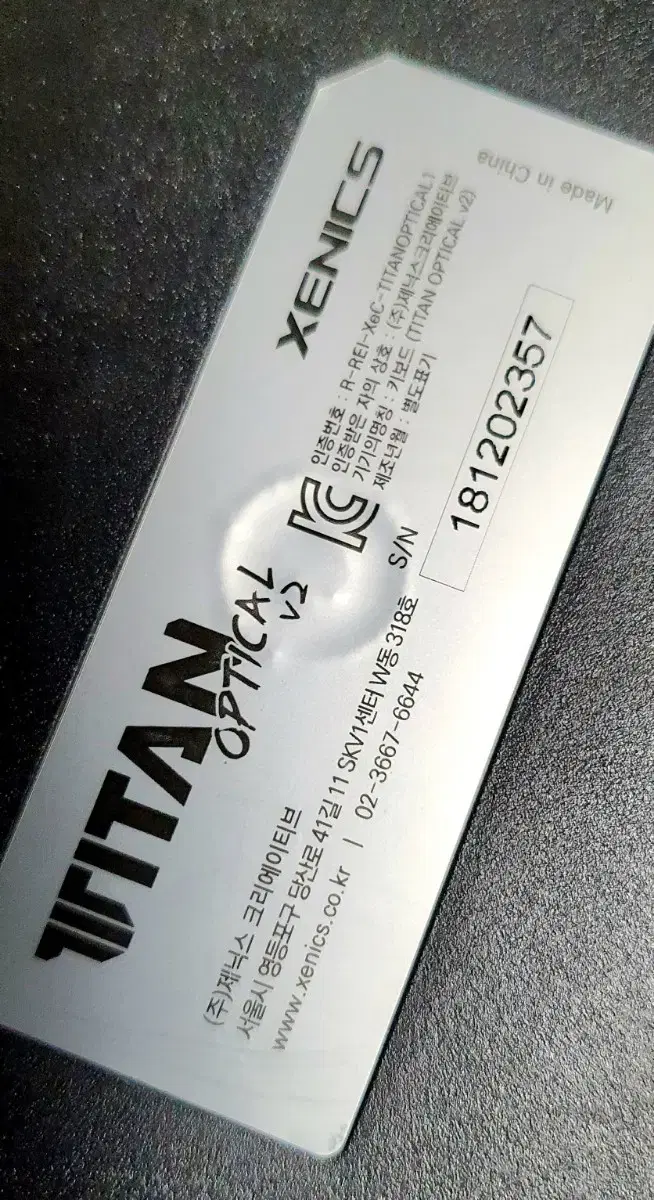 TITAN
OPTICAL
v2
XENICS
인증번호 : R-REI-XeC-TITANOPTICAL1
인증받은 자의 상호 : (주)제닉스크리에이티브
기기의명칭 : 키보드 (TITAN OPTICAL v2)
제조년월 : 별도표기
Made in China
(주)제닉스 크리에이티브
서울시 영등포구 당산로 41길 11 SKV1센터 W동 318호
www.xenics.co.kr | 02-3667-6644
S/N
181202357